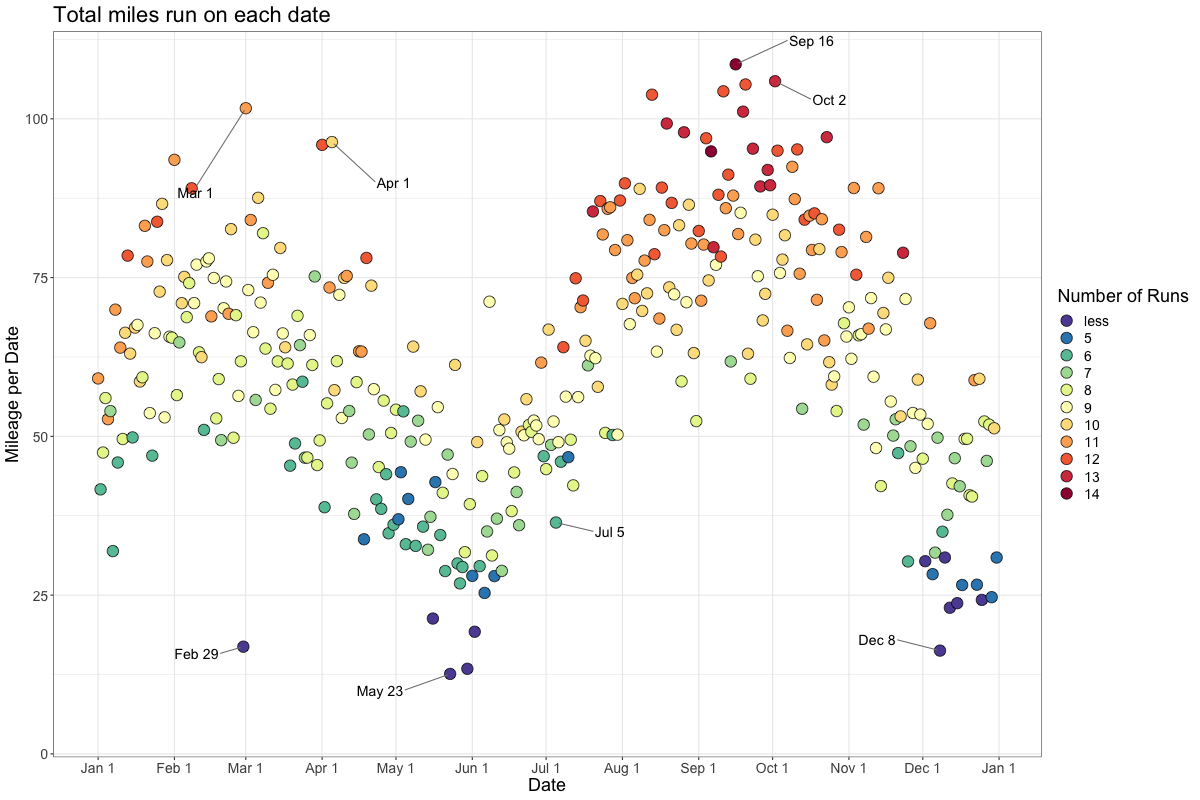 Total miles run on each date
Sep 16
Oct 2
Mar 1
Apr 1
Jul 5
Feb 29
Dec 8
May 23
Mileage per Date
100
75
50
25
0
Jan 1 Feb 1 Mar 1 Apr 1 May 1 Jun 1 Jul 1 Aug 1 Sep 1 Oct 1 Nov 1 Dec 1 Jan 1
Date
Number of Runs
less
5
6
7
8
9
10
11
12
13
14